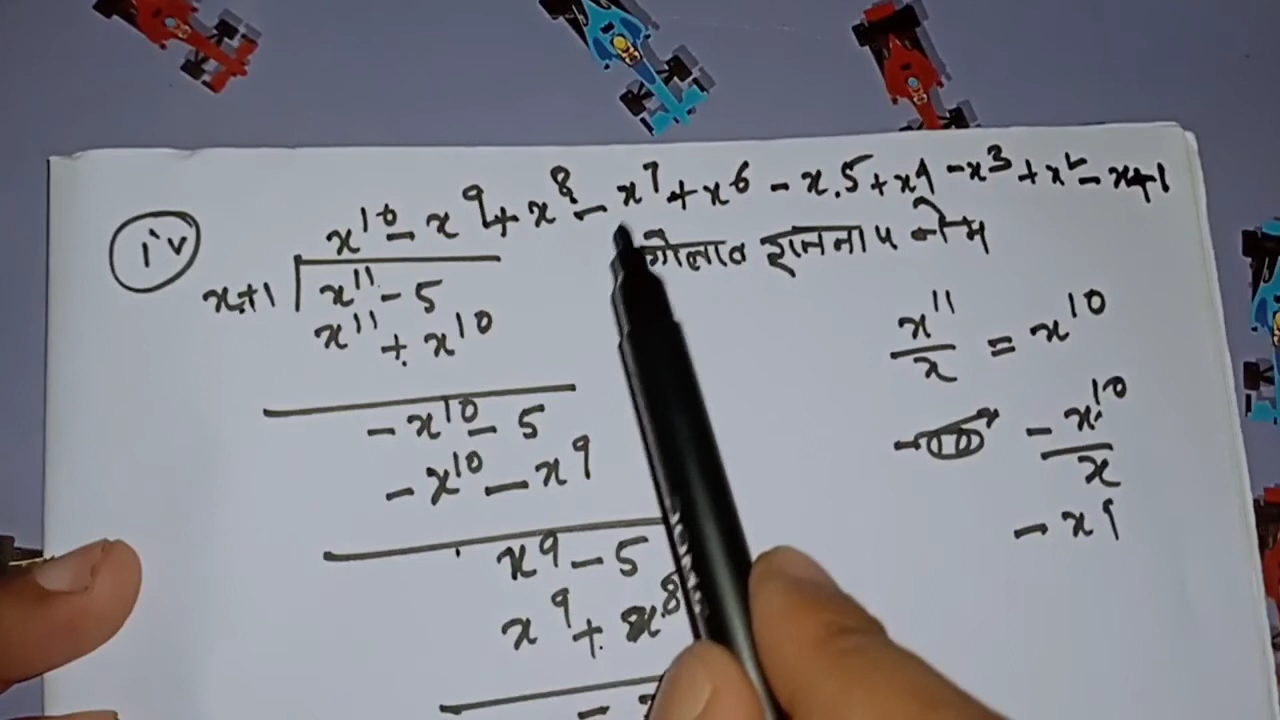 iv
x¹⁰ - x⁹ + x⁸ - x⁷ + x⁶ - x⁵ + x⁴ - x³ + x² - x + 1
x+1 x¹¹ - 5
x¹¹ + x¹⁰
- x¹⁰ - 5
- x¹⁰ - x⁹
x⁹ - 5
x⁹ + x⁸
x¹¹/x = x¹⁰
- x¹⁰/x
- x⁹